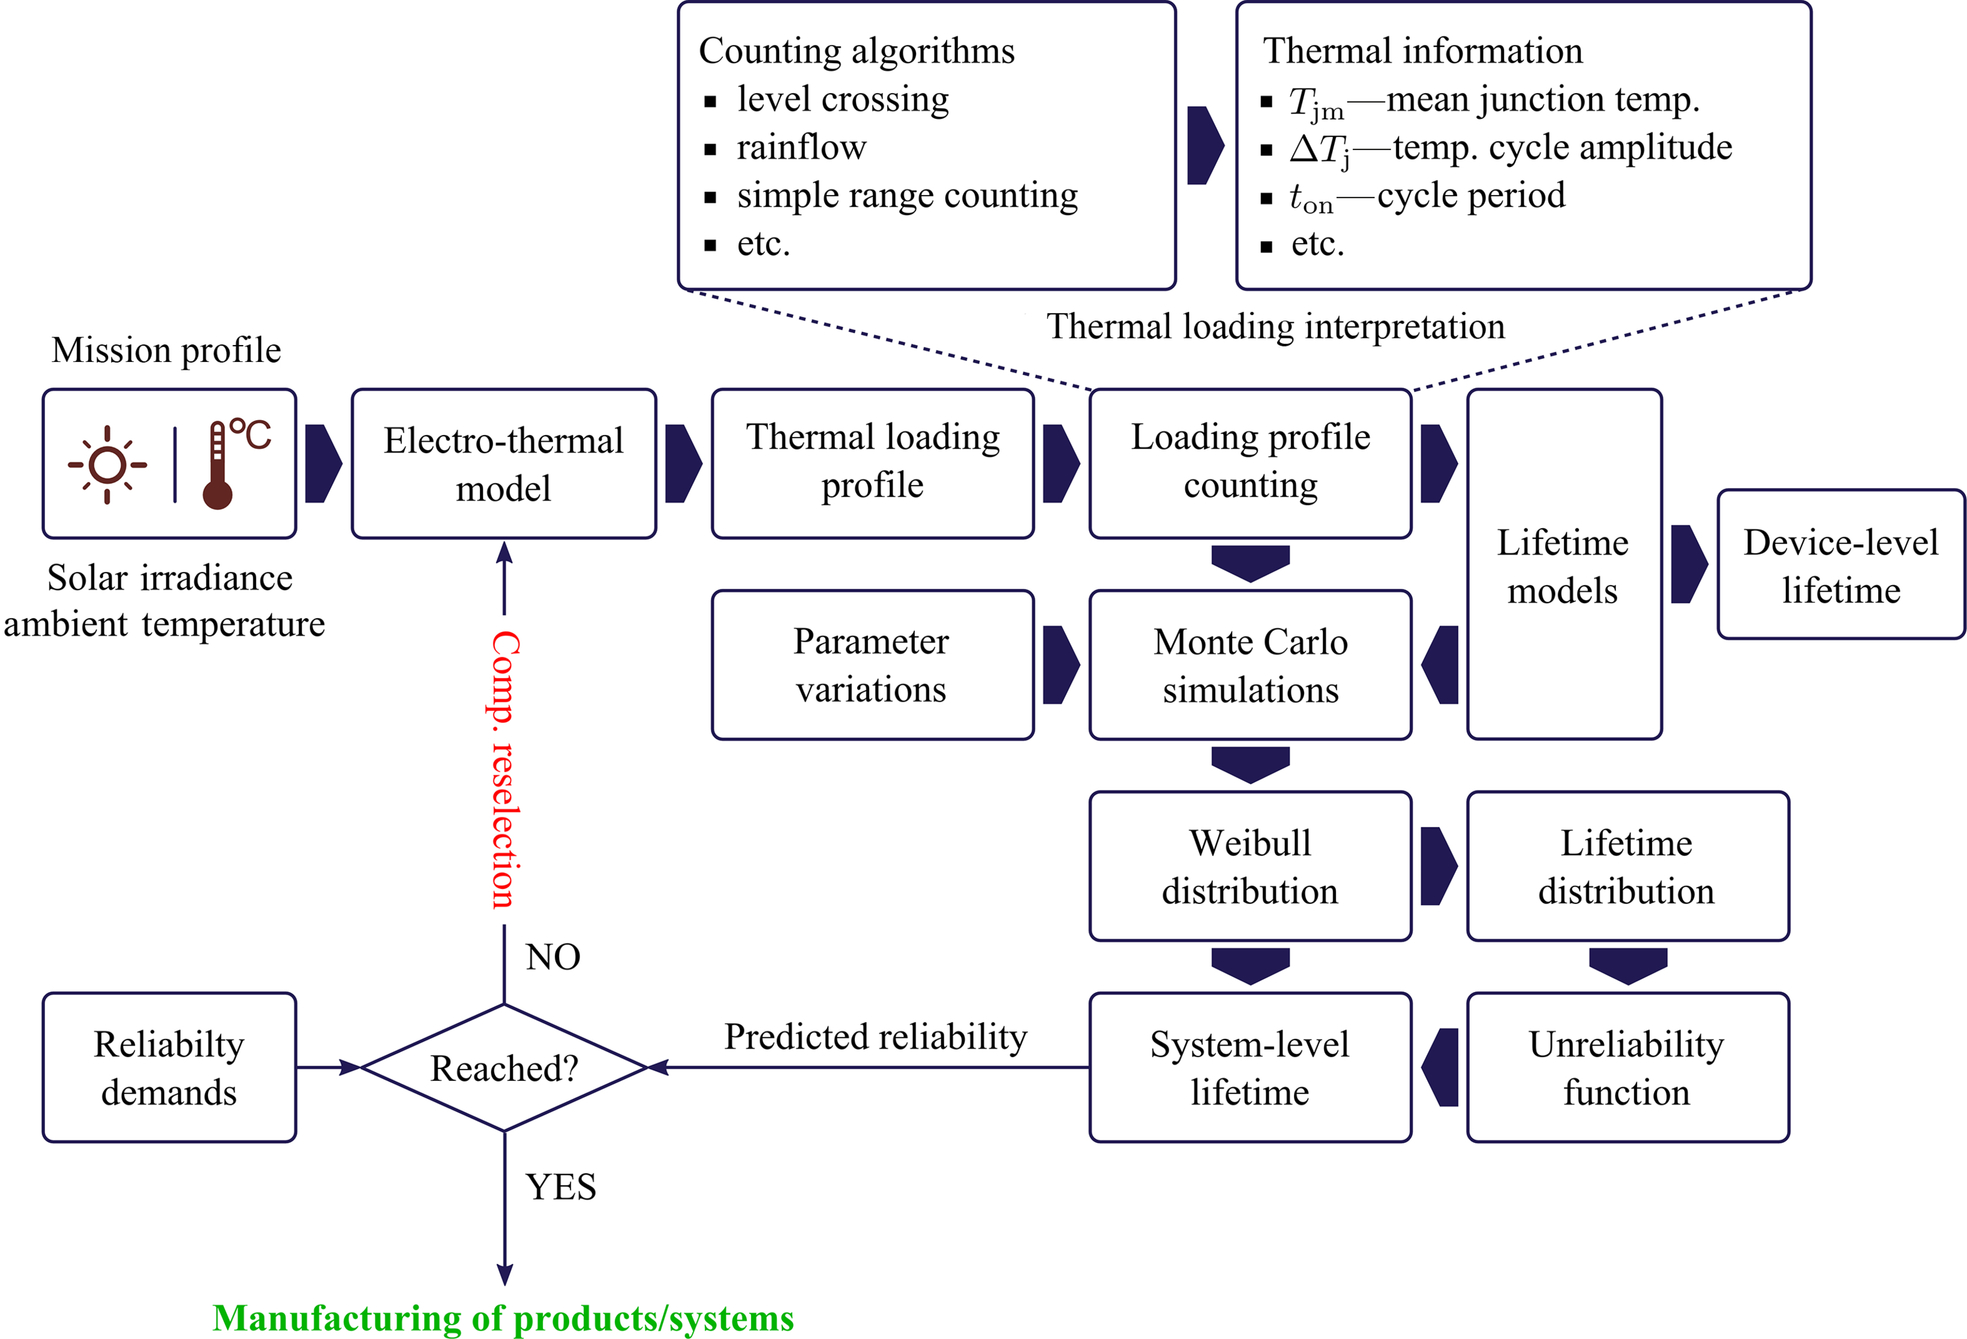 Counting algorithms
▪ level crossing
▪ rainflow
▪ simple range counting
▪ etc.
Thermal information
▪ Tjm—mean junction temp.
▪ ΔTj—temp. cycle amplitude
▪ ton—cycle period
▪ etc.
Thermal loading interpretation
Mission profile
°C
Solar irradiance
ambient temperature
Electro-thermal
model
Thermal loading
profile
Loading profile
counting
Lifetime
models
Device-level
lifetime
Parameter
variations
Monte Carlo
simulations
Comp. reselection
Weibull
distribution
Lifetime
distribution
NO
Reliabilty
demands
Reached?
Predicted reliability
System-level
lifetime
Unreliability
function
YES
Manufacturing of products/systems